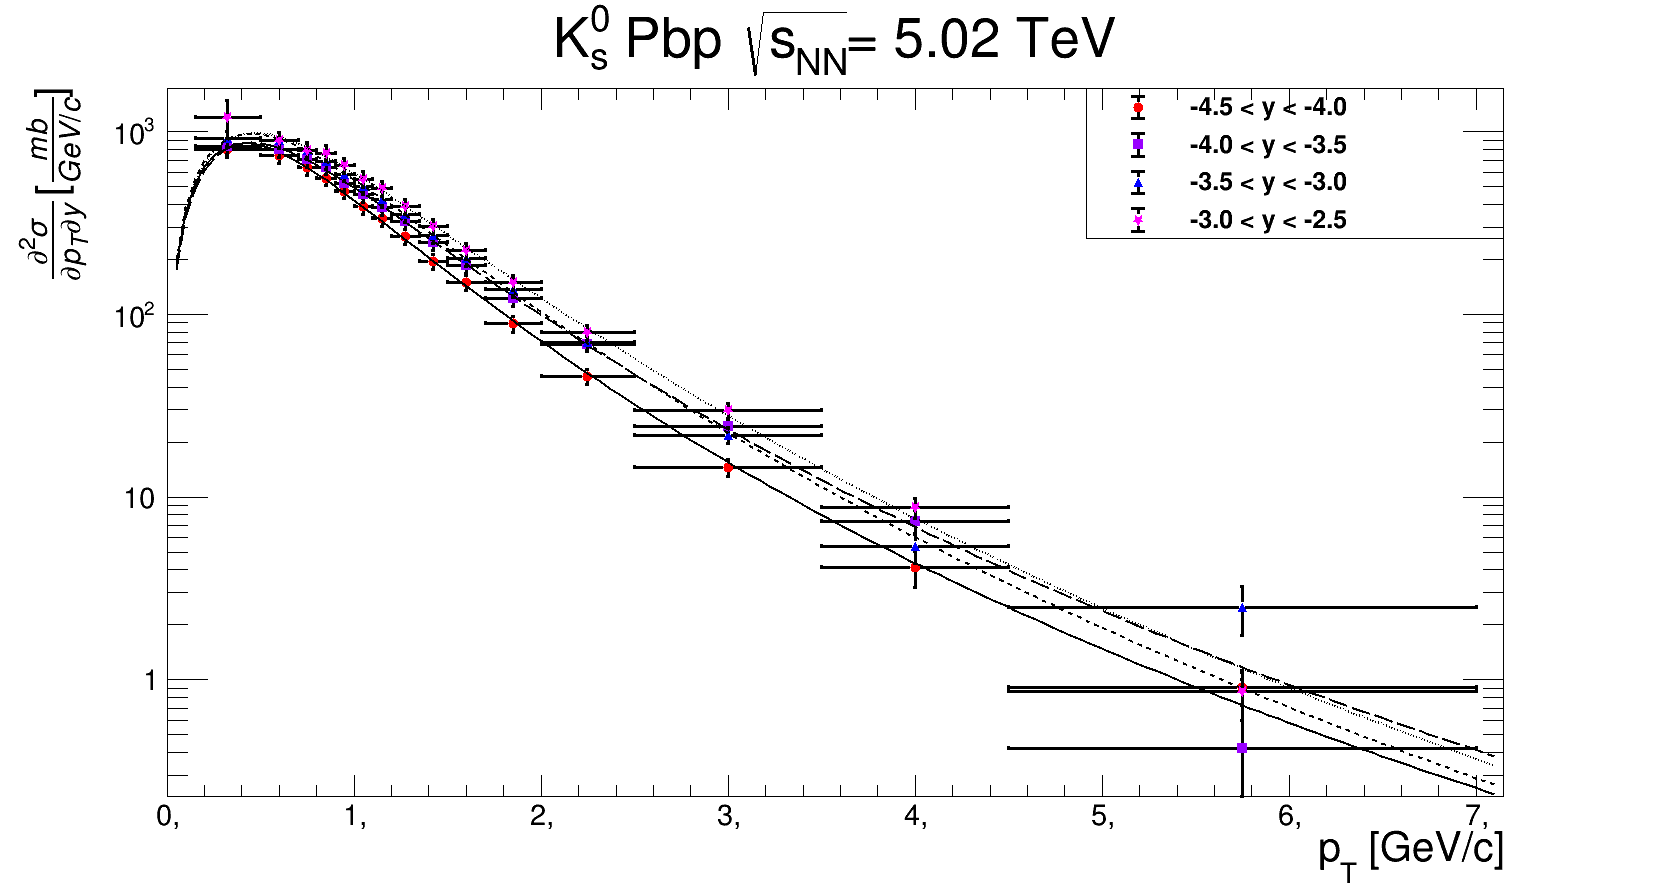 K⁰ₛ Pbp √sNN = 5.02 TeV
∂²σ/∂pT∂y [mb/GeV/c]
-4.5 < y < -4.0
-4.0 < y < -3.5
-3.5 < y < -3.0
-3.0 < y < -2.5
10³
10²
10
1
0, 1, 2, 3, 4, 5, 6, 7,
pT [GeV/c]